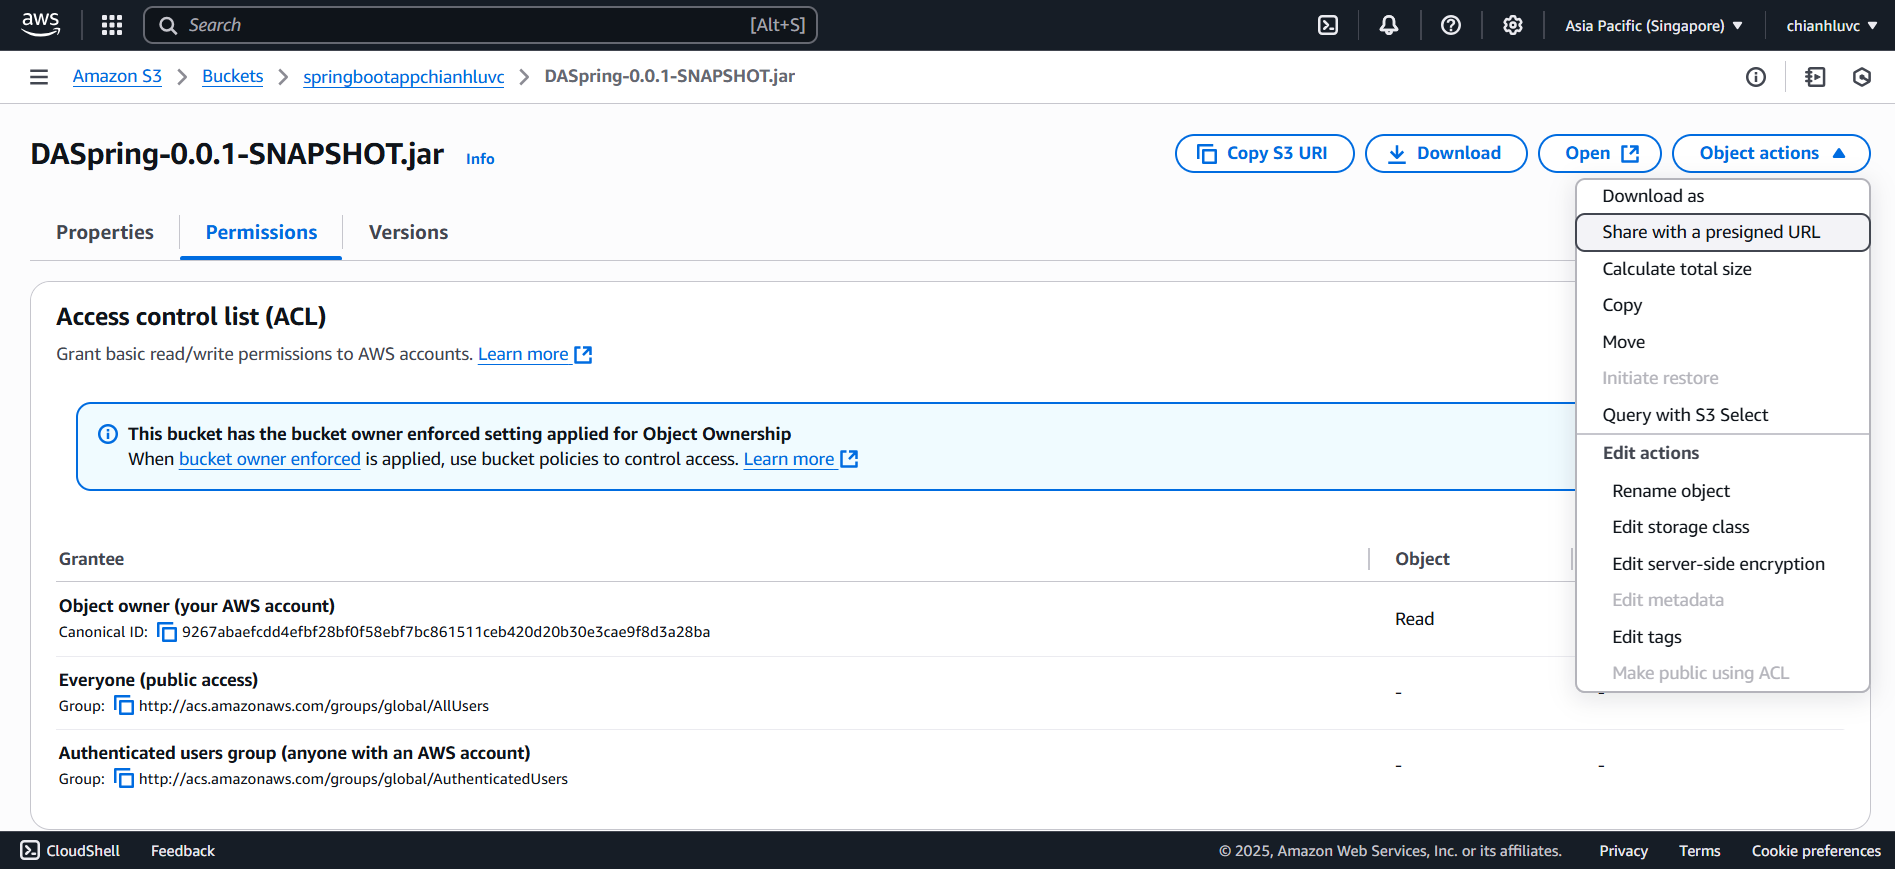 aws
Search [Alt+S]
Asia Pacific (Singapore)
chianhluvc
Amazon S3
Buckets
springbootappchianhluvc
DASpring-0.0.1-SNAPSHOT.jar
DASpring-0.0.1-SNAPSHOT.jar
Info
Copy S3 URI
Download
Open
Object actions
Download as
Share with a presigned URL
Calculate total size
Copy
Move
Initiate restore
Query with S3 Select
Edit actions
Rename object
Edit storage class
Edit server-side encryption
Edit metadata
Edit tags
Make public using ACL
Properties
Permissions
Versions
Access control list (ACL)
Grant basic read/write permissions to AWS accounts. Learn more
This bucket has the bucket owner enforced setting applied for Object Ownership
When bucket owner enforced is applied, use bucket policies to control access. Learn more
Grantee
Object
Object owner (your AWS account)
Canonical ID: 9267abaefcdd4efbf28bf0f58ebf7bc861511ceb420d20b30e3cae9f8d3a28ba
Read
Everyone (public access)
Group: http://acs.amazonaws.com/groups/global/AllUsers
-
-
Authenticated users group (anyone with an AWS account)
Group: http://acs.amazonaws.com/groups/global/AuthenticatedUsers
-
-
CloudShell
Feedback
© 2025, Amazon Web Services, Inc. or its affiliates.
Privacy
Terms
Cookie preferences